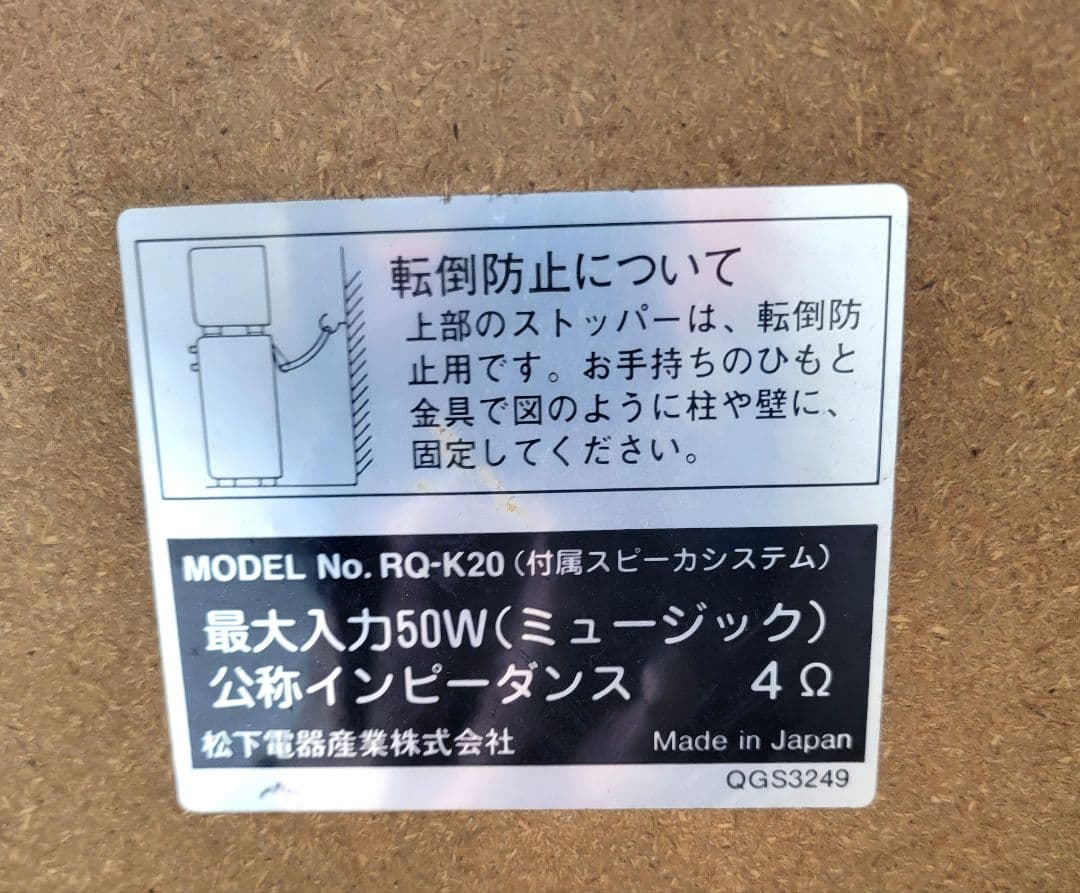 転倒防止について
上部のストッパーは、転倒防
止用です。お手持ちのひもと
金具で図のように柱や壁に、
固定してください。
MODEL No. RQ-K20（付属スピーカシステム）
最大入力50W（ミュージック）
公称インピーダンス 4Ω
松下電器産業株式会社 Made in Japan
QGS3249